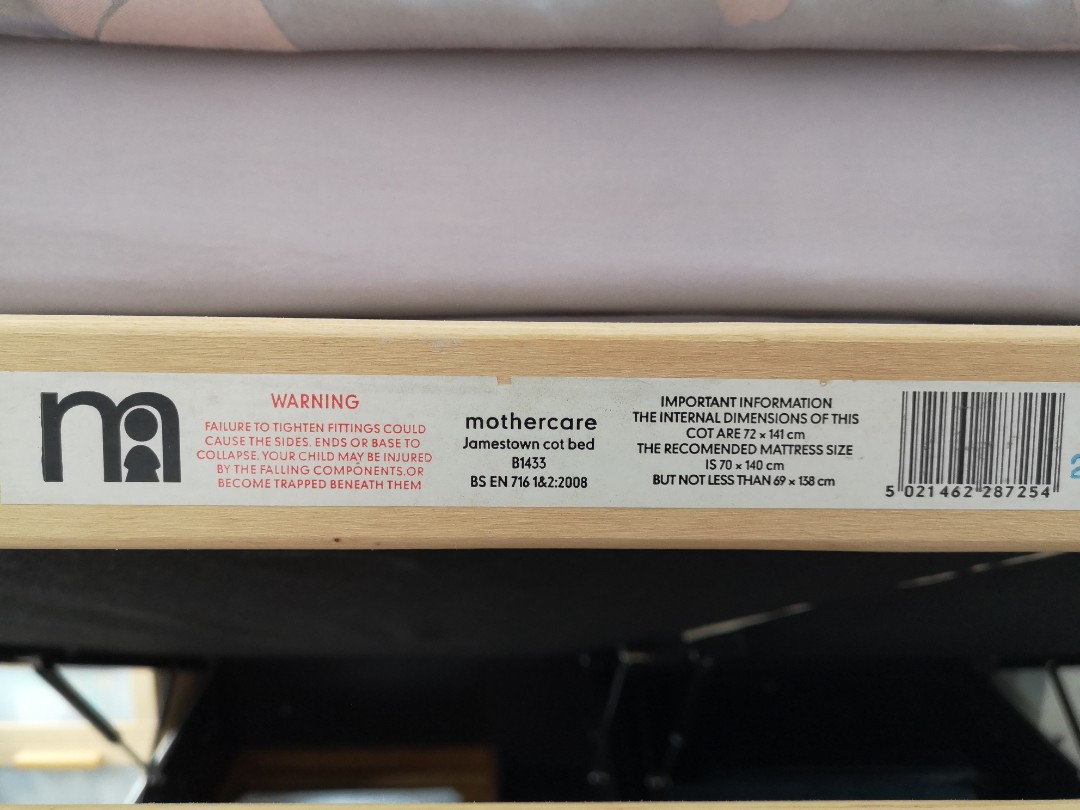 m
WARNING
FAILURE TO TIGHTEN FITTINGS COULD
CAUSE THE SIDES. ENDS OR BASE TO
COLLAPSE. YOUR CHILD MAY BE INJURED
BY THE FALLING COMPONENTS.OR
BECOME TRAPPED BENEATH THEM
mothercare
Jamestown cot bed
B1433
BS EN 716 1&2:2008
IMPORTANT INFORMATION
THE INTERNAL DIMENSIONS OF THIS
COT ARE 72 x 141 cm
THE RECOMENDED MATTRESS SIZE
IS 70 x 140 cm
BUT NOT LESS THAN 69 x 138 cm
5 021462 287254